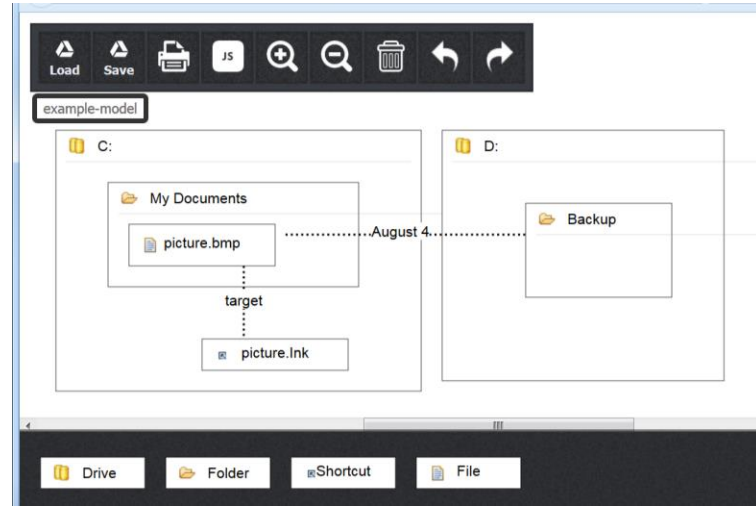 Load
Save
JS
example-model
C:
D:
My Documents
Backup
picture.bmp
August 4
target
picture.lnk
Drive
Folder
Shortcut
File